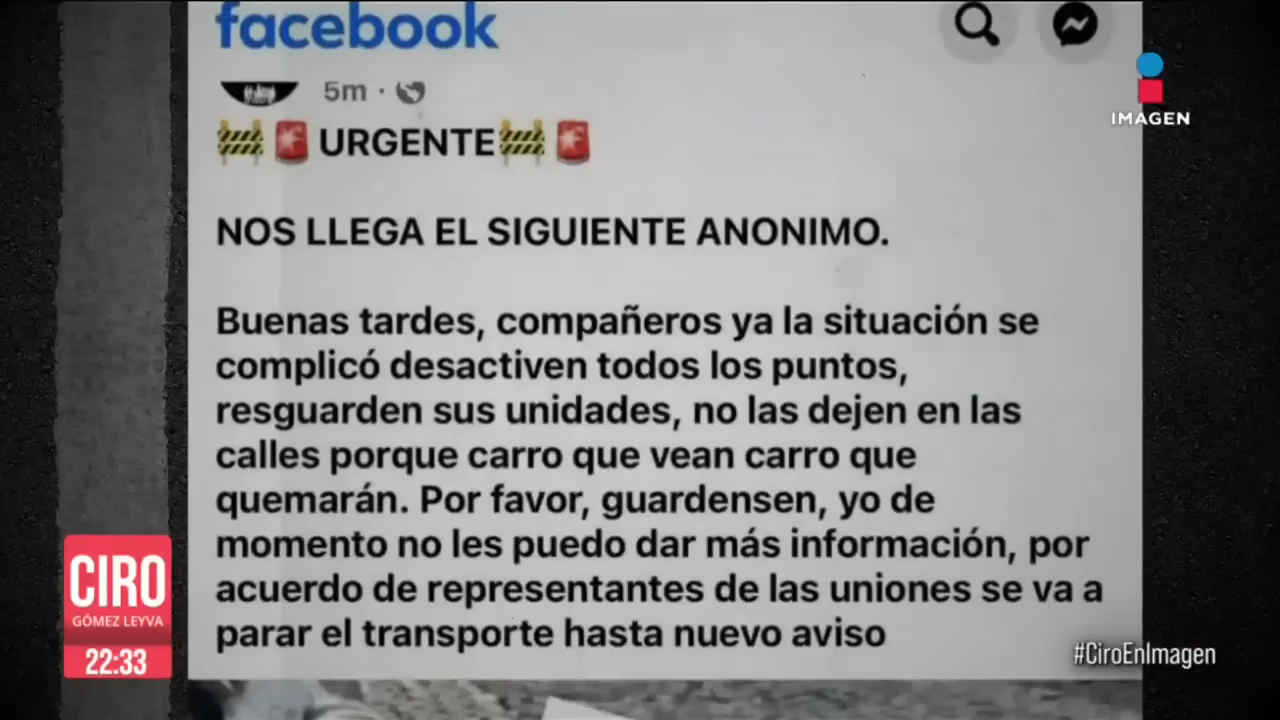 facebook
5m ·
IMAGEN
URGENTE
NOS LLEGA EL SIGUIENTE ANONIMO.
Buenas tardes, compañeros ya la situación se
complicó desactiven todos los puntos,
resguarden sus unidades, no las dejen en las
calles porque carro que vean carro que
quemarán. Por favor, guardensen, yo de
momento no les puedo dar más información, por
acuerdo de representantes de las uniones se va a
parar el transporte hasta nuevo aviso
CIRO
GÓMEZ LEYVA
22:33
#CiroEnImagen